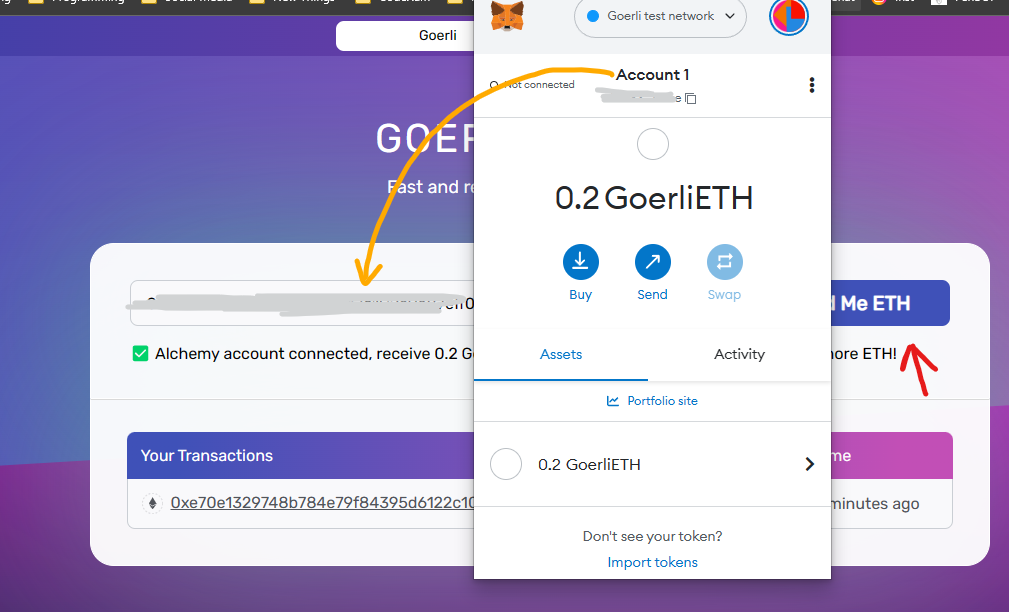 Programming
Goerli test network
Goerli
Account 1
Not connected
GOER
Fast and re
0.2 GoerliETH
Buy
Send
Swap
Me ETH
Alchemy account connected, receive 0.2 G
ore ETH!
Assets
Activity
Portfolio site
Your Transactions
me
0.2 GoerliETH
0xe70e1329748b784e79f84395d6122c10
minutes ago
Don't see your token?
Import tokens